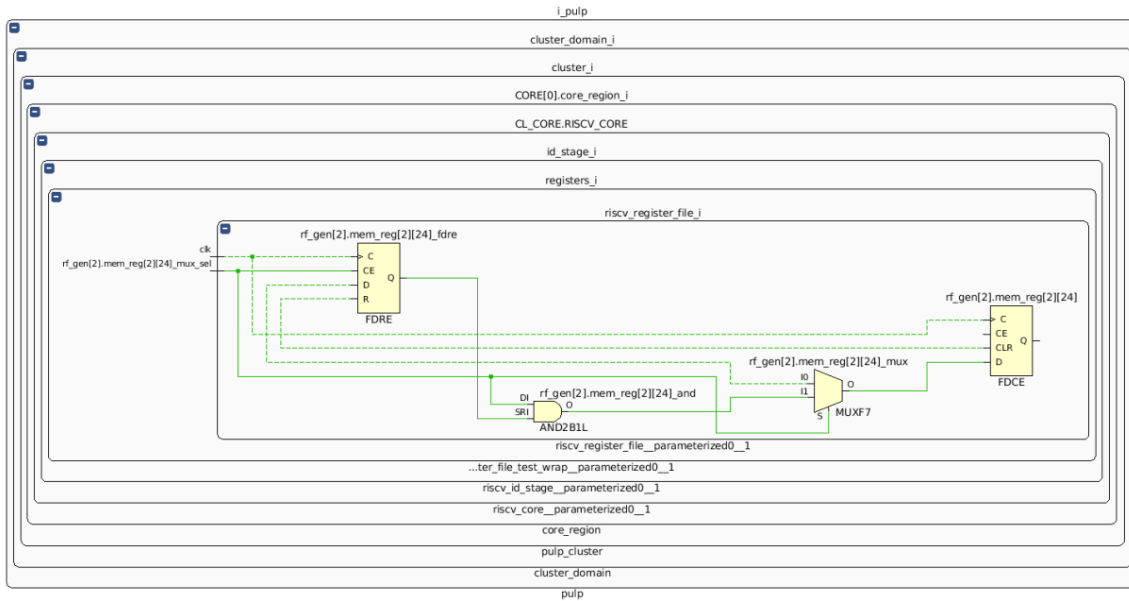 i_pulp
cluster_domain_i
cluster_i
CORE[0].core_region_i
CL_CORE.RISCV_CORE
id_stage_i
registers_i
riscv_register_file_i
rf_gen[2].mem_reg[2][24]_fdre
clk
rf_gen[2].mem_reg[2][24]_mux_sel
C
CE
D
R
Q
FDRE
rf_gen[2].mem_reg[2][24]
C
CE
CLR
D
Q
FDCE
rf_gen[2].mem_reg[2][24]_mux
I0
I1
O
S
MUXF7
rf_gen[2].mem_reg[2][24]_and
DI
SRI
O
AND2B1L
riscv_register_file__parameterized0__1
...ter_file_test_wrap__parameterized0__1
riscv_id_stage__parameterized0__1
riscv_core__parameterized0__1
core_region
pulp_cluster
cluster_domain
pulp